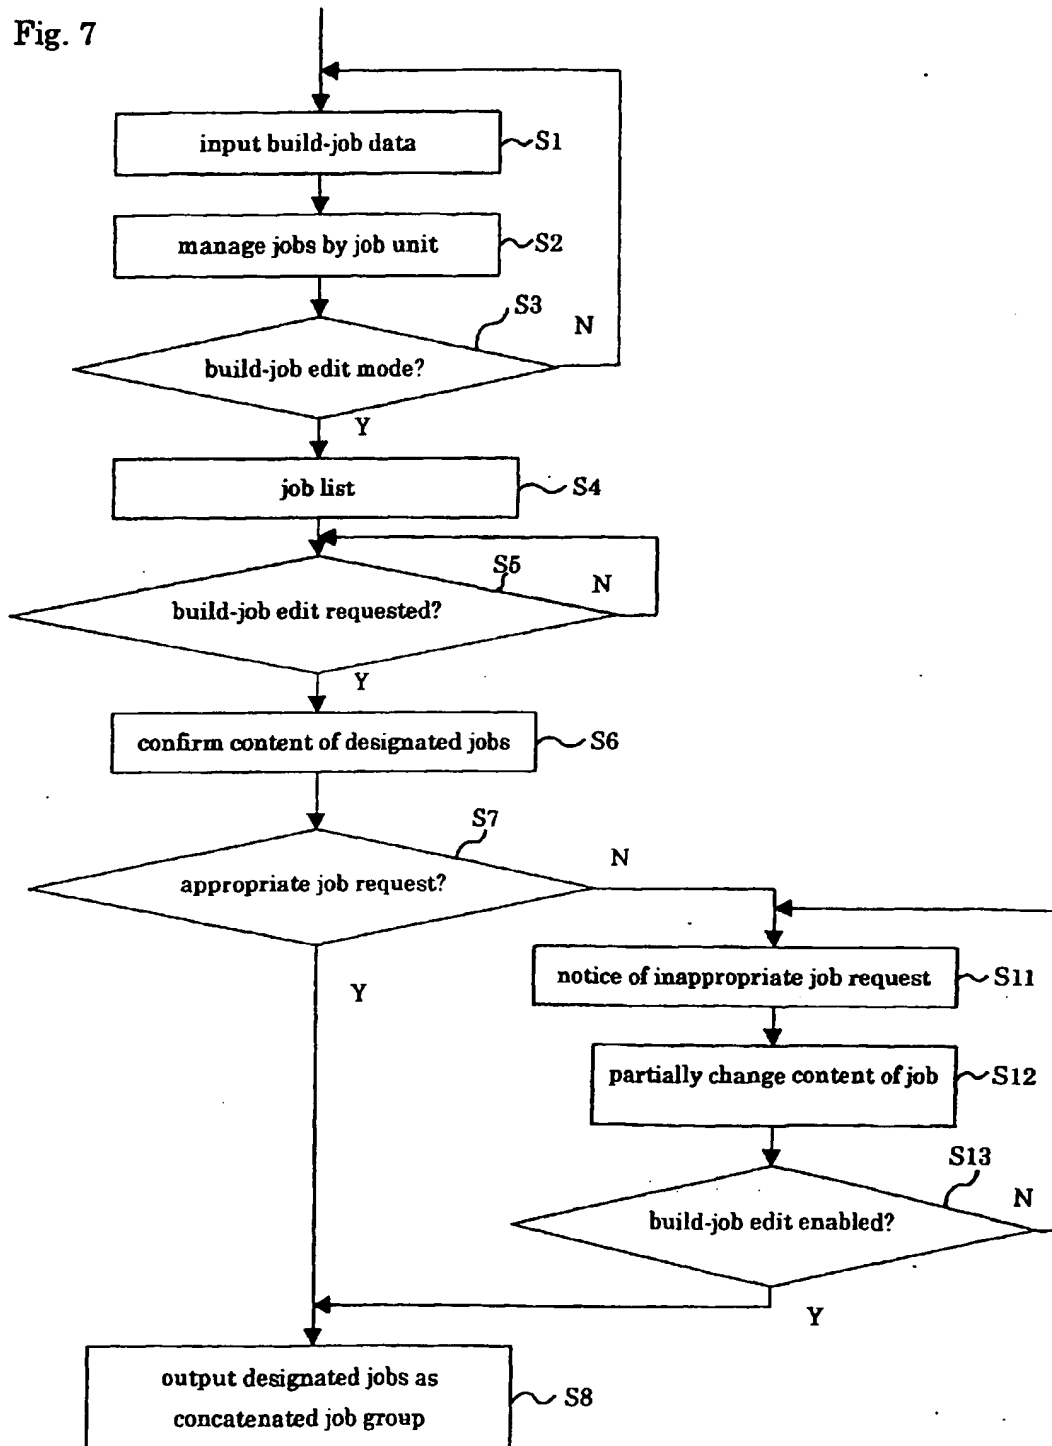 Fig. 7
input build-job data
S1
manage jobs by job unit
S2
S3
N
build-job edit mode?
Y
job list
S4
S5
N
build-job edit requested?
Y
confirm content of designated jobs
S6
S7
N
appropriate job request?
Y
notice of inappropriate job request
S11
partially change content of job
S12
S13
N
build-job edit enabled?
Y
output designated jobs as
concatenated job group
S8